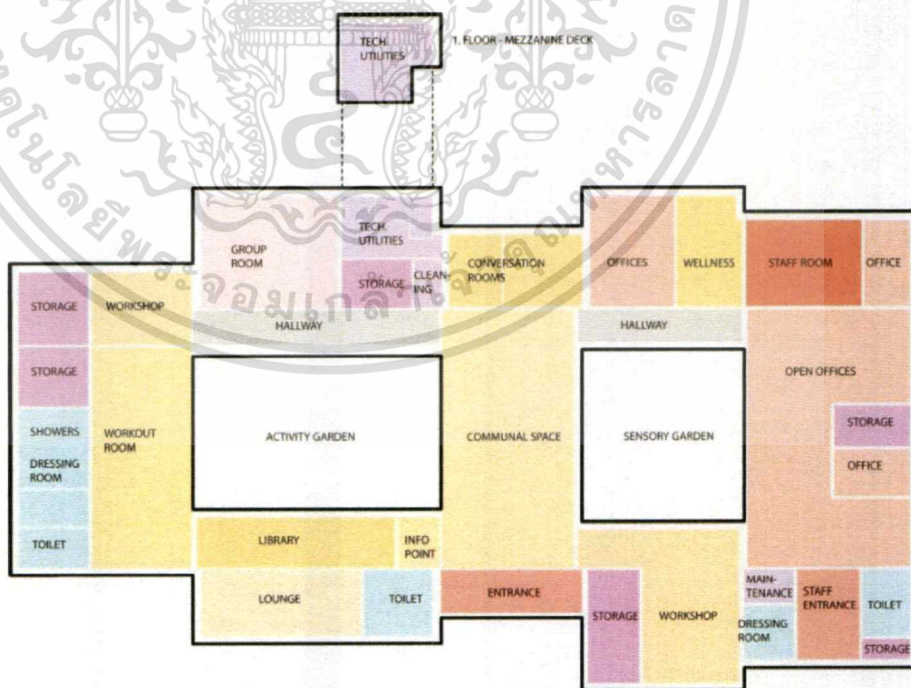 TECH.
UTILITIES
1. FLOOR - MEZZANINE DECK
GROUP
ROOM
TECH.
UTILITIES
STORAGE
CLEAN-
ING
CONVERSATION
ROOMS
OFFICES
WELLNESS
STAFF ROOM
OFFICE
STORAGE
WORKSHOP
HALLWAY
HALLWAY
STORAGE
WORKOUT
ROOM
SHOWERS
DRESSING
ROOM
TOILET
ACTIVITY GARDEN
COMMUNAL SPACE
SENSORY GARDEN
OPEN OFFICES
STORAGE
OFFICE
LIBRARY
INFO
POINT
LOUNGE
TOILET
ENTRANCE
STORAGE
WORKSHOP
MAIN-
TENANCE
DRESSING
ROOM
STAFF
ENTRANCE
TOILET
STORAGE